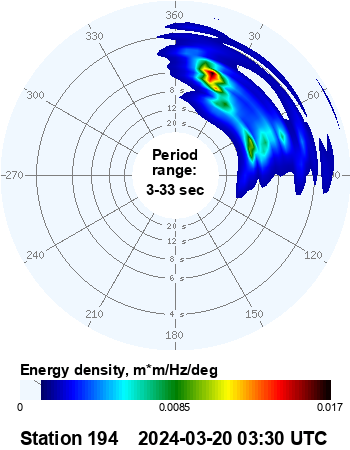 360
330
30
300
60
8 s
12 s
20 s
Period
range:
3-33 sec
270
90
20 s
12 s
8 s
240
120
4 s
210
150
180
Energy density, m*m/Hz/deg
0 0.0085 0.017
Station 194 2024-03-20 03:30 UTC